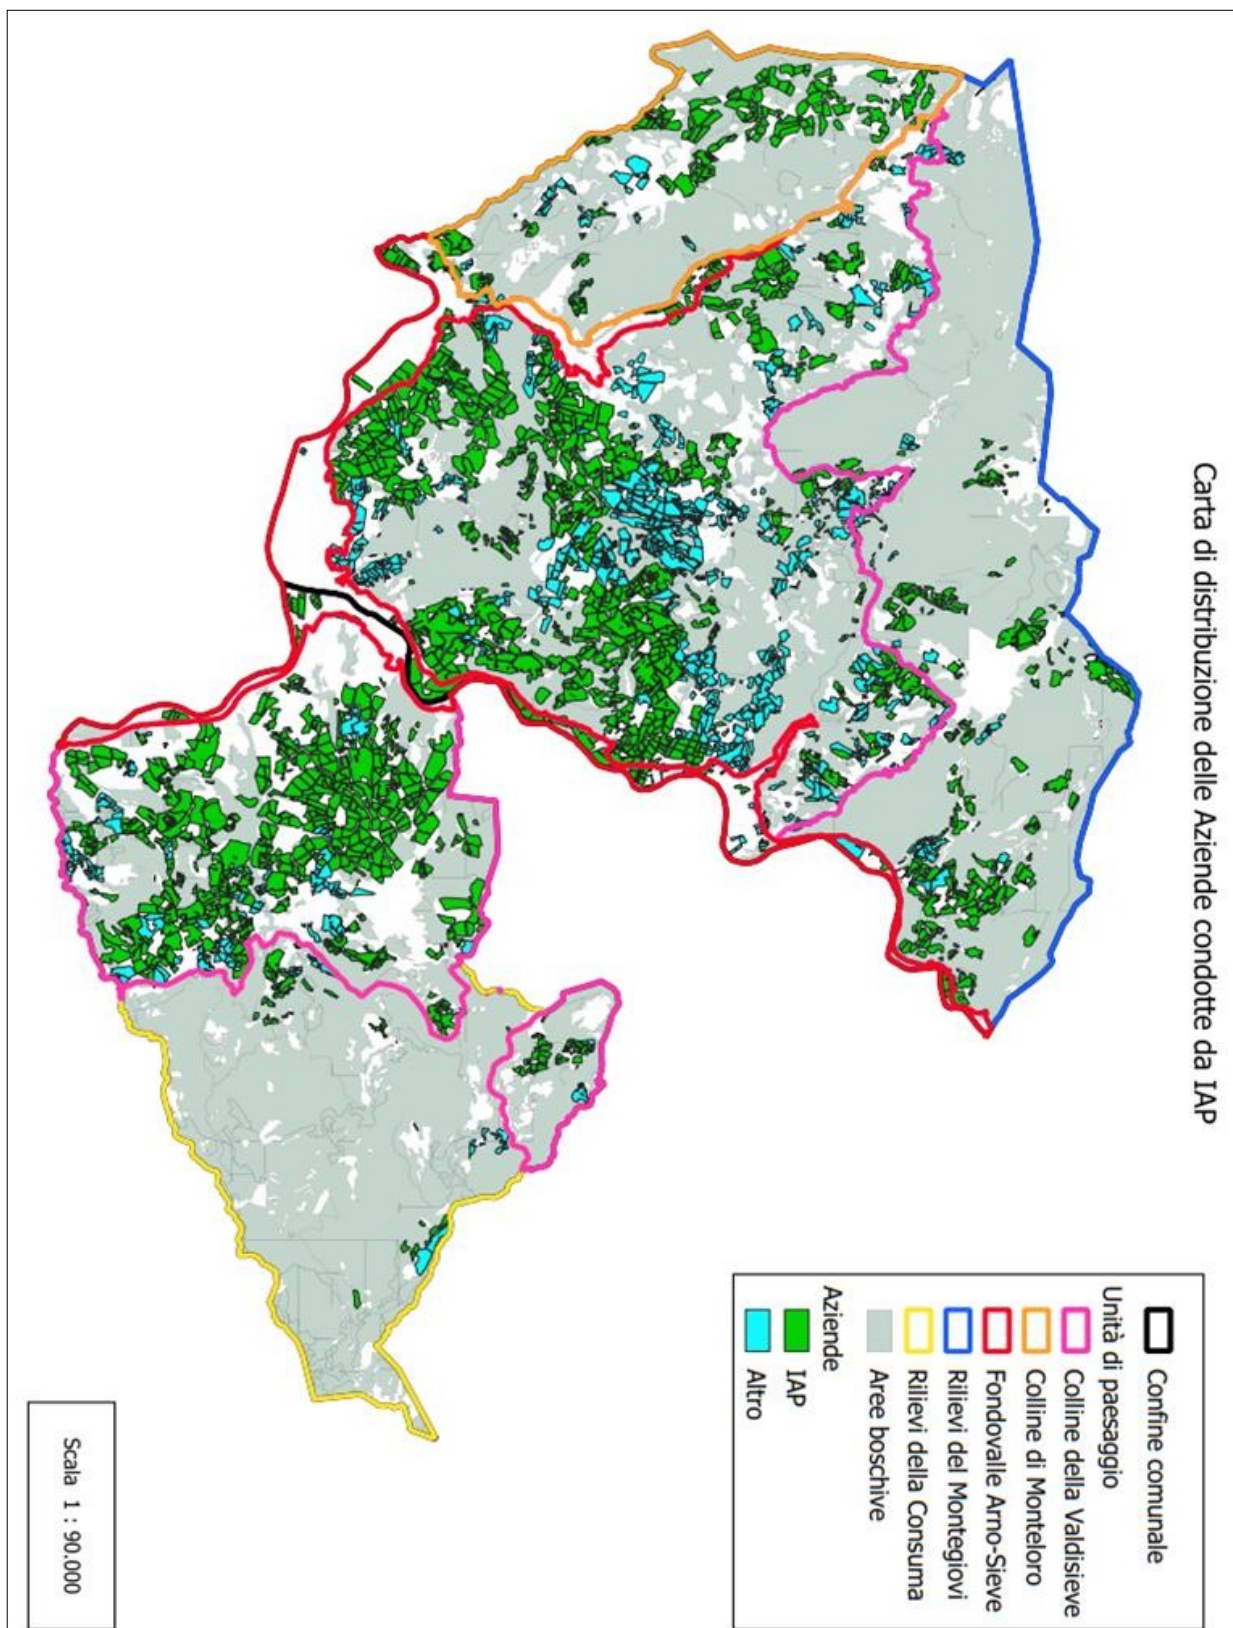 Carta di distribuzione delle Aziende condotte da IAP
Confine comunale
Unità di paesaggio
Colline della Valdisieve
Colline di Monteloro
Fondovalle Arno-Sieve
Rilievi del Montegiovi
Rilievi della Consuma
Aree boschive
Aziende
IAP
Altro
Scala 1 : 90.000